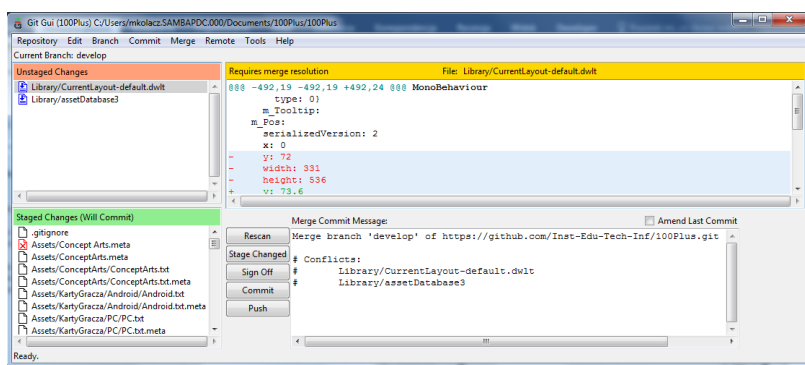 Git Gui (100Plus) C:/Users/mkolacz.SAMBAPDC.000/Documents/100Plus/100Plus
Repository Edit Branch Commit Merge Remote Tools Help
Current Branch: develop
Unstaged Changes
Library/CurrentLayout-default.dwlt
Library/assetDatabase3
Requires merge resolution File: Library/CurrentLayout-default.dwlt
@@@ -492,19 -492,19 +492,24 @@@ MonoBehaviour
type: 0}
m_Tooltip:
m_Pos:
serializedVersion: 2
x: 0
- y: 72
- width: 331
- height: 536
+ y: 73.6
Staged Changes (Will Commit)
.gitignore
Assets/Concept Arts.meta
Assets/ConceptArts.meta
Assets/ConceptArts/ConceptArts.txt
Assets/ConceptArts/ConceptArts.txt.meta
Assets/KartyGracza/Android/Android.txt
Assets/KartyGracza/Android/Android.txt.meta
Assets/KartyGracza/PC/PC.txt
Assets/KartyGracza/PC/PC.txt.meta
Merge Commit Message: Amend Last Commit
Rescan
Stage Changed
Sign Off
Commit
Push
Merge branch 'develop' of https://github.com/Inst-Edu-Tech-Inf/100Plus.git
# Conflicts:
# Library/CurrentLayout-default.dwlt
# Library/assetDatabase3
Ready.